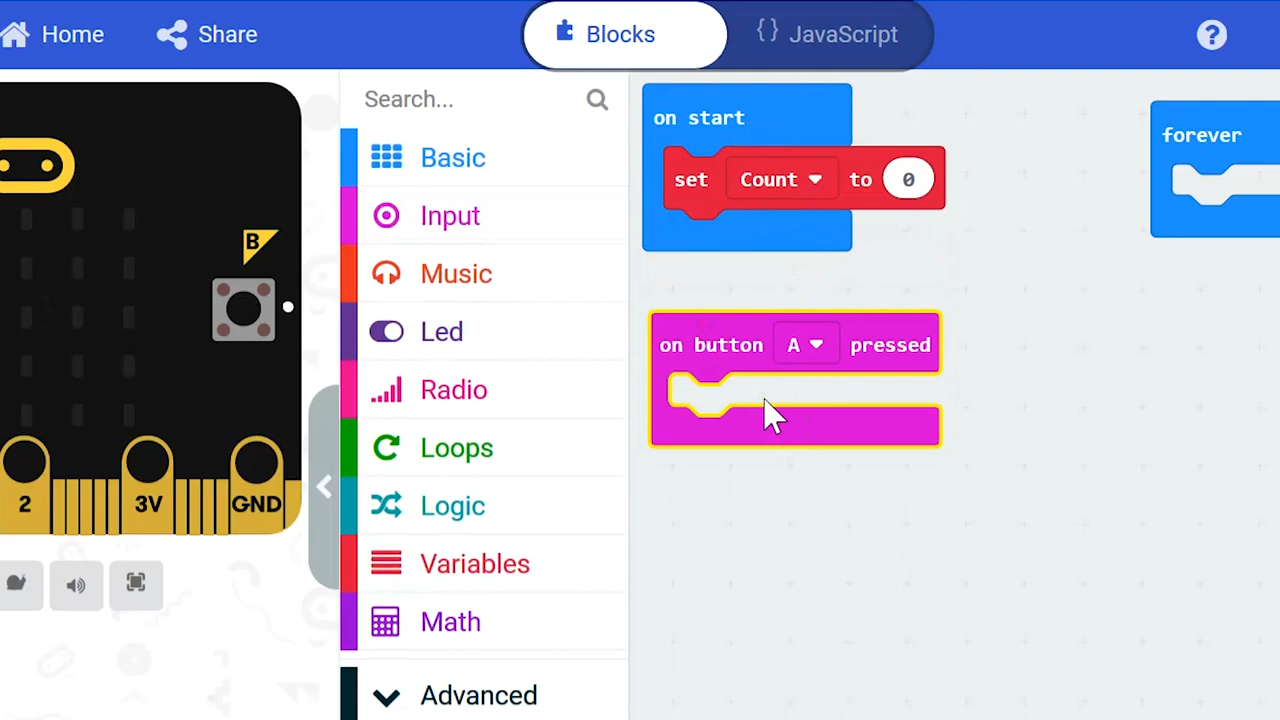 Home
Share
Blocks
{} JavaScript
?
Search...
Basic
Input
Music
Led
Radio
Loops
Logic
Variables
Math
Advanced
on start
set Count to 0
forever
on button A pressed
B
2
3V
GND